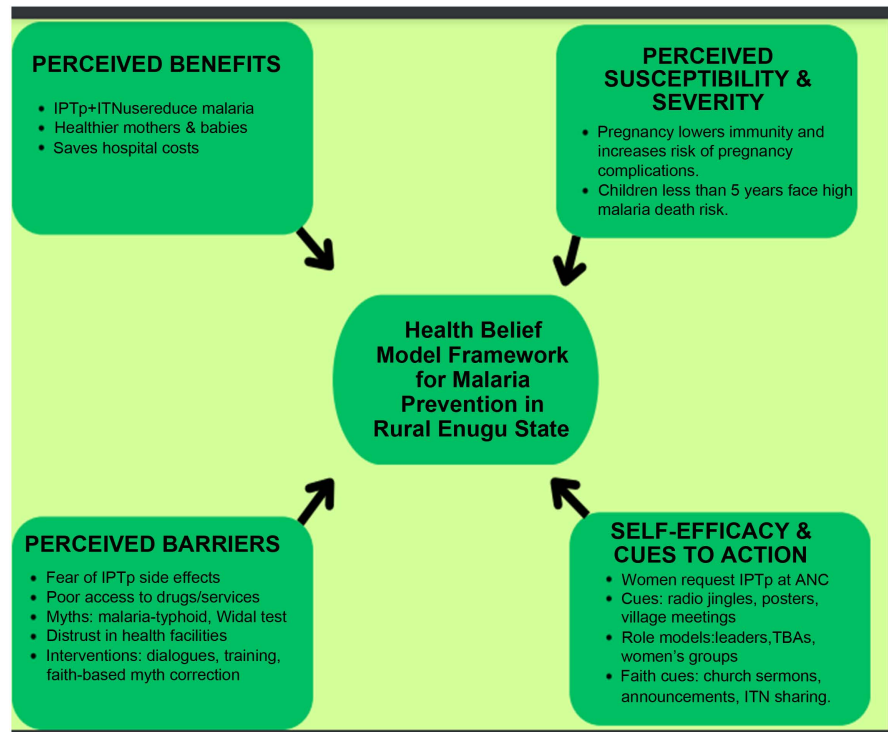 PERCEIVED BENEFITS
• IPTp+ITNusereduce malaria
• Healthier mothers & babies
• Saves hospital costs
PERCEIVED
SUSCEPTIBILITY &
SEVERITY
• Pregnancy lowers immunity and
increases risk of pregnancy
complications.
• Children less than 5 years face high
malaria death risk.
Health Belief
Model Framework
for Malaria
Prevention in
Rural Enugu State
PERCEIVED BARRIERS
• Fear of IPTp side effects
• Poor access to drugs/services
• Myths: malaria-typhoid, Widal test
• Distrust in health facilities
• Interventions: dialogues, training,
faith-based myth correction
SELF-EFFICACY &
CUES TO ACTION
• Women request IPTp at ANC
• Cues: radio jingles, posters,
village meetings
• Role models:leaders,TBAs,
women's groups
• Faith cues: church sermons,
announcements, ITN sharing.